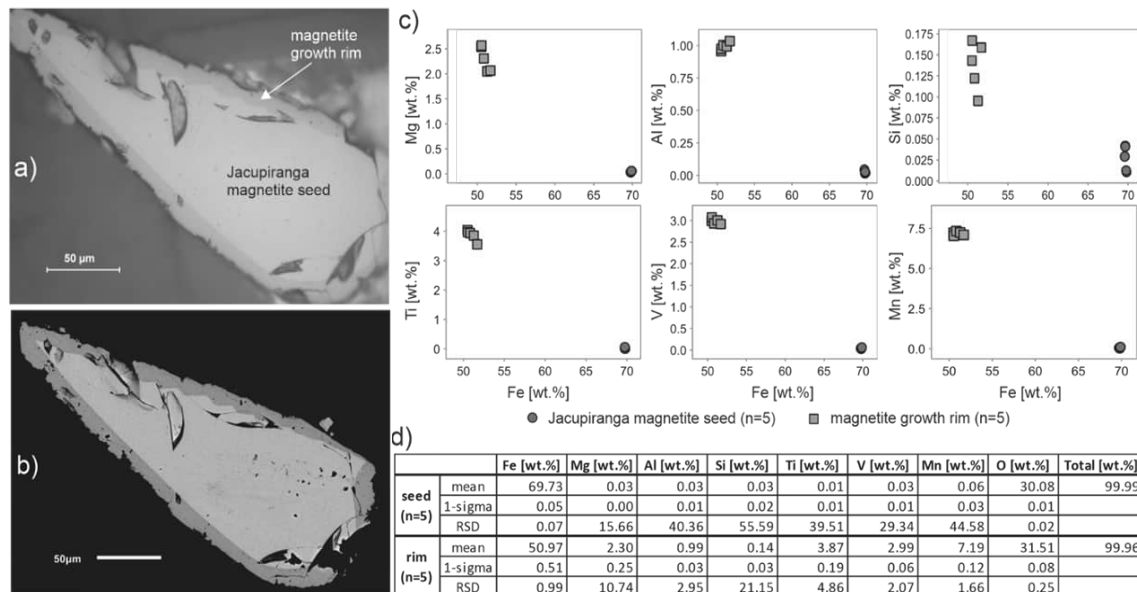 a)
magnetite
growth rim
Jacupiranga
magnetite seed
50 µm
b)
50µm
c)
Mg [wt.%]
2.5
2.0
1.5
1.0
0.5
0.0
50 55 60 65 70
Al [wt.%]
1.00
0.75
0.50
0.25
0.00
50 55 60 65 70
Si [wt.%]
0.175
0.150
0.125
0.100
0.075
0.050
0.025
0.000
50 55 60 65 70
Ti [wt.%]
4
3
2
1
0
50 55 60 65 70
Fe [wt.%]
V [wt.%]
3.0
2.5
2.0
1.5
1.0
0.5
0.0
50 55 60 65 70
Fe [wt.%]
Mn [wt.%]
7.5
5.0
2.5
0
50 55 60 65 70
Fe [wt.%]
Jacupiranga magnetite seed (n=5) magnetite growth rim (n=5)
d)
Fe [wt.%] Mg [wt.%] Al [wt.%] Si [wt.%] Ti [wt.%] V [wt.%] Mn [wt.%] O [wt.%] Total [wt.%]
seed (n=5)
mean 69.73 0.03 0.03 0.03 0.01 0.03 0.06 30.08 99.99
1-sigma 0.05 0.00 0.01 0.02 0.01 0.01 0.03 0.01
RSD 0.07 15.66 40.36 55.59 39.51 29.34 44.58 0.02
rim (n=5)
mean 50.97 2.30 0.99 0.14 3.87 2.99 7.19 31.51 99.96
1-sigma 0.51 0.25 0.03 0.03 0.19 0.06 0.12 0.08
RSD 0.99 10.74 2.95 21.15 4.86 2.07 1.66 0.25